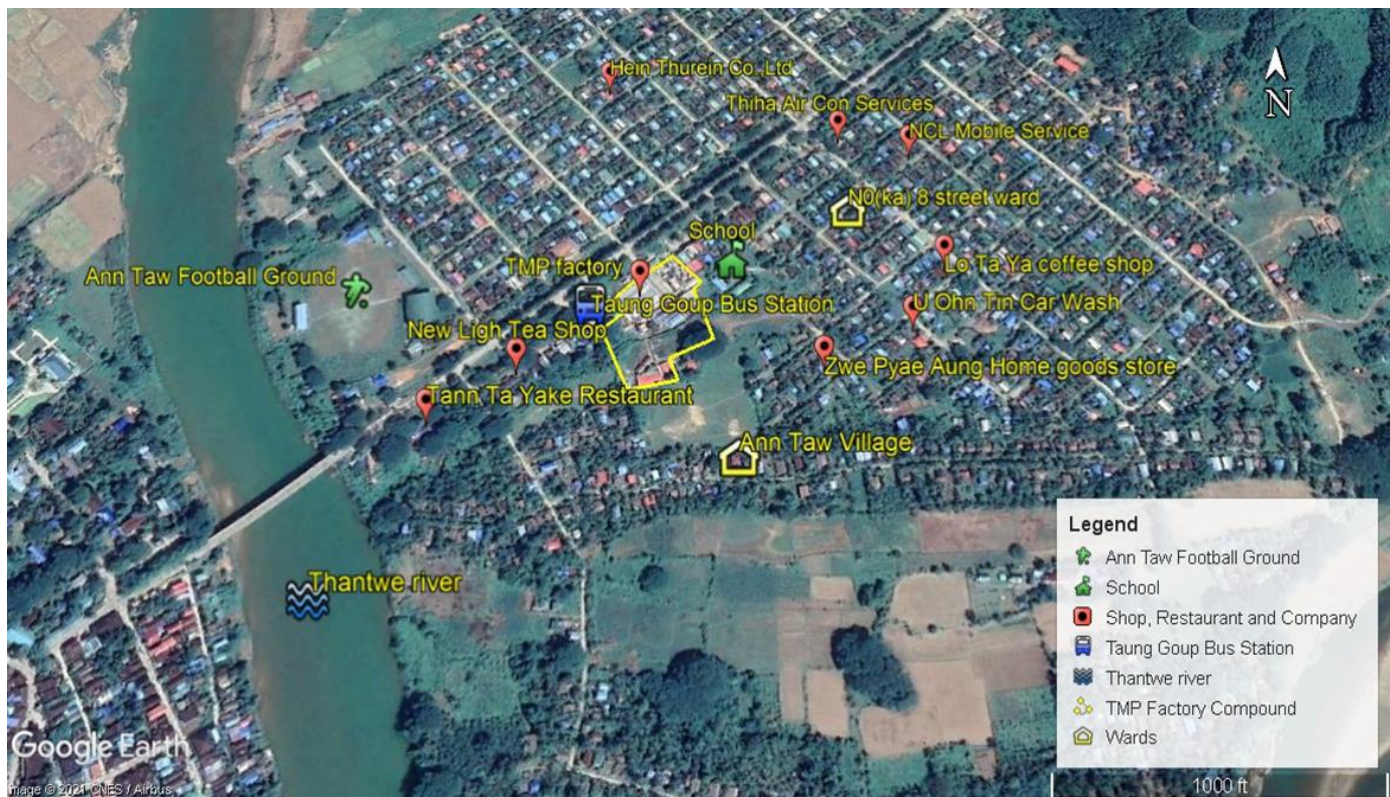 Hein Thurein Co.,Ltd
Thiha Air Con Services
NCL Mobile Service
N
N0(ka) 8 street ward
School
Lo Ta Ya coffee shop
TMP factory
Ann Taw Football Ground
Taung Goup Bus Station
U Ohn Tin Car Wash
New Ligh Tea Shop
Zwe Pyae Aung Home goods store
Tann Ta Yake Restaurant
Ann Taw Village
Thantwe river
Legend
Ann Taw Football Ground
School
Shop, Restaurant and Company
Taung Goup Bus Station
Thantwe river
TMP Factory Compound
Wards
Google Earth
mage © 2021 CNES / Airbus
1000 ft